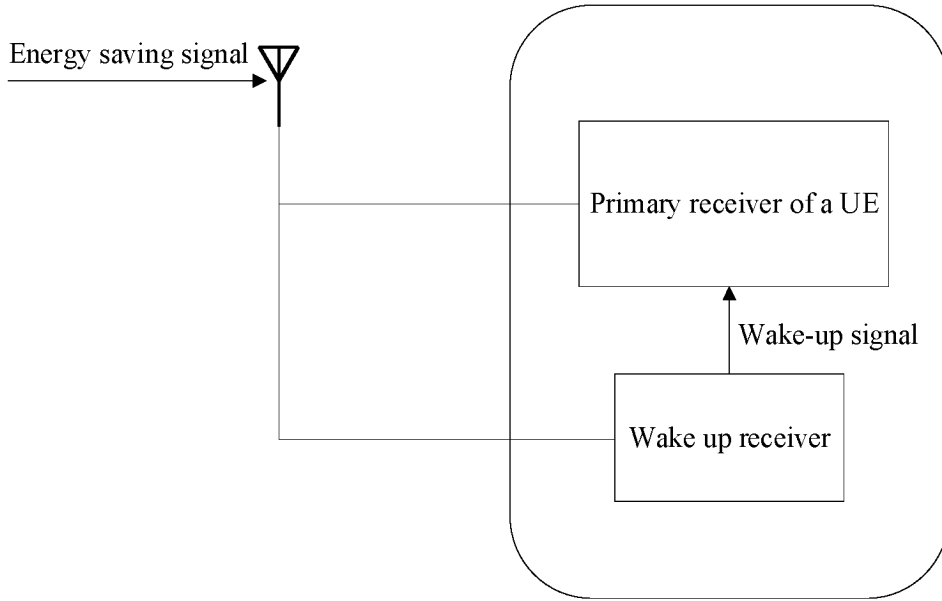 Energy saving signal
Primary receiver of a UE
Wake-up signal
Wake up receiver